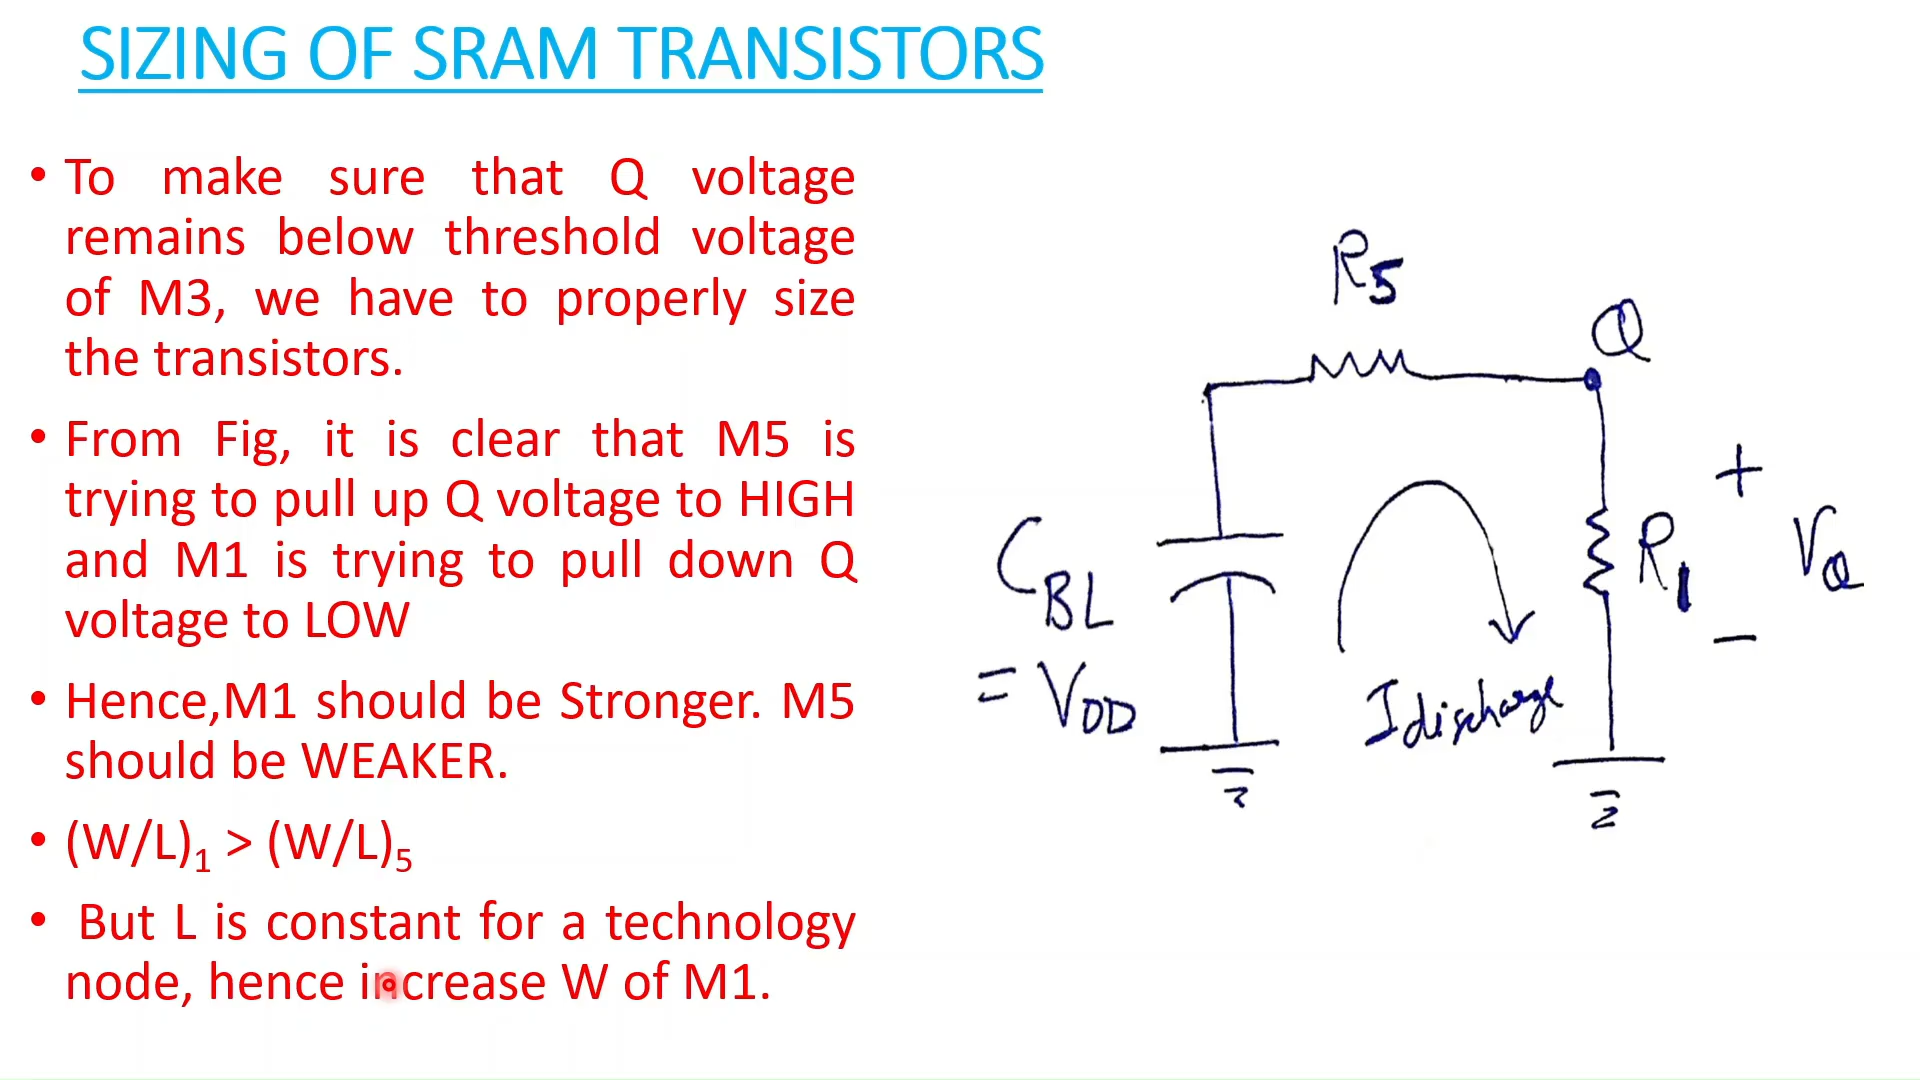 SIZING OF SRAM TRANSISTORS
• To make sure that Q voltage
remains below threshold voltage
of M3, we have to properly size
the transistors.
• From Fig, it is clear that M5 is
trying to pull up Q voltage to HIGH
and M1 is trying to pull down Q
voltage to LOW
• Hence,M1 should be Stronger. M5
should be WEAKER.
• (W/L)1 > (W/L)5
• But L is constant for a technology
node, hence increase W of M1.
R5
Q
+
CBL
R1
VQ
−
= VDD
Idischarge